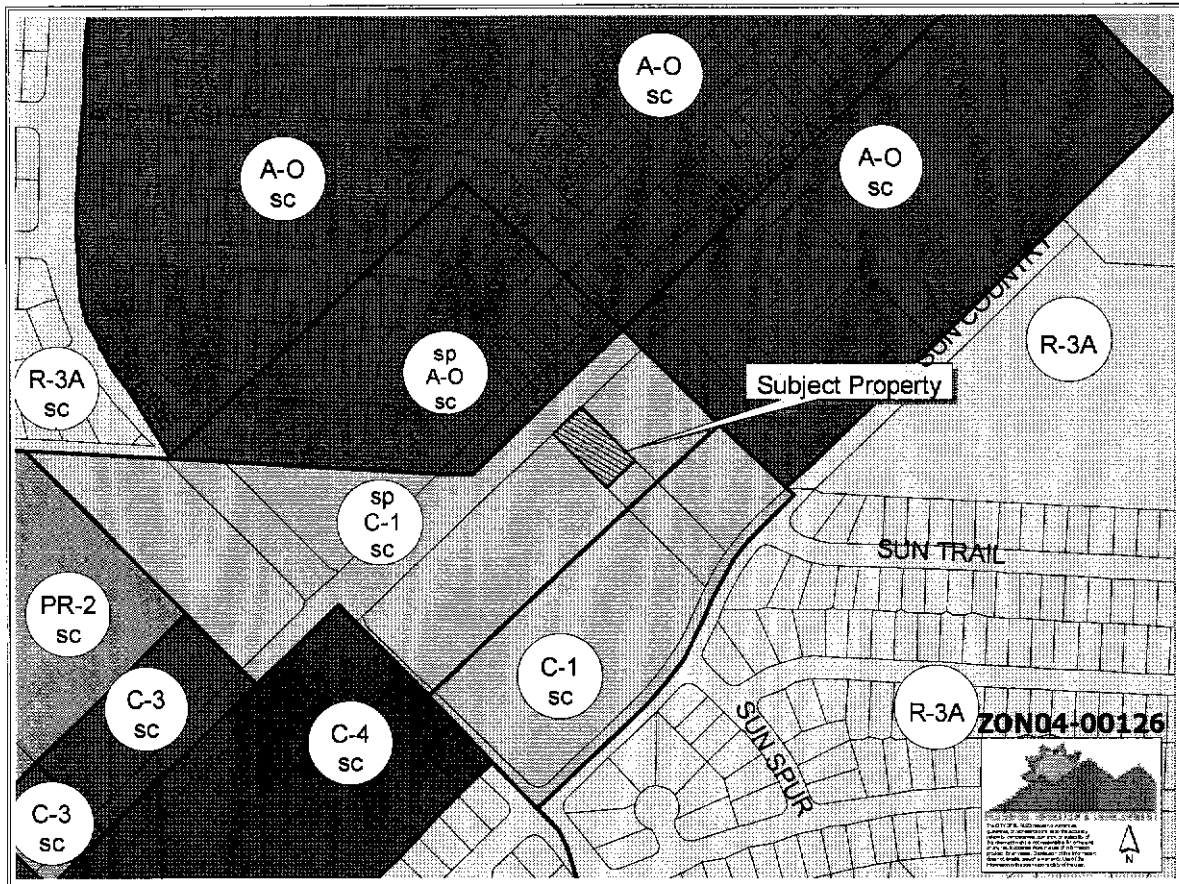 A-O
sc
A-O
sc
A-O
sc
SUN COUNTRY
R-3A
R-3A
sc
sp
A-O
sc
Subject Property
sp
C-1
sc
SUN TRAIL
PR-2
sc
C-3
sc
C-4
sc
C-1
sc
SUN SPUR
R-3A
ZON04-00126
C-3
sc
N